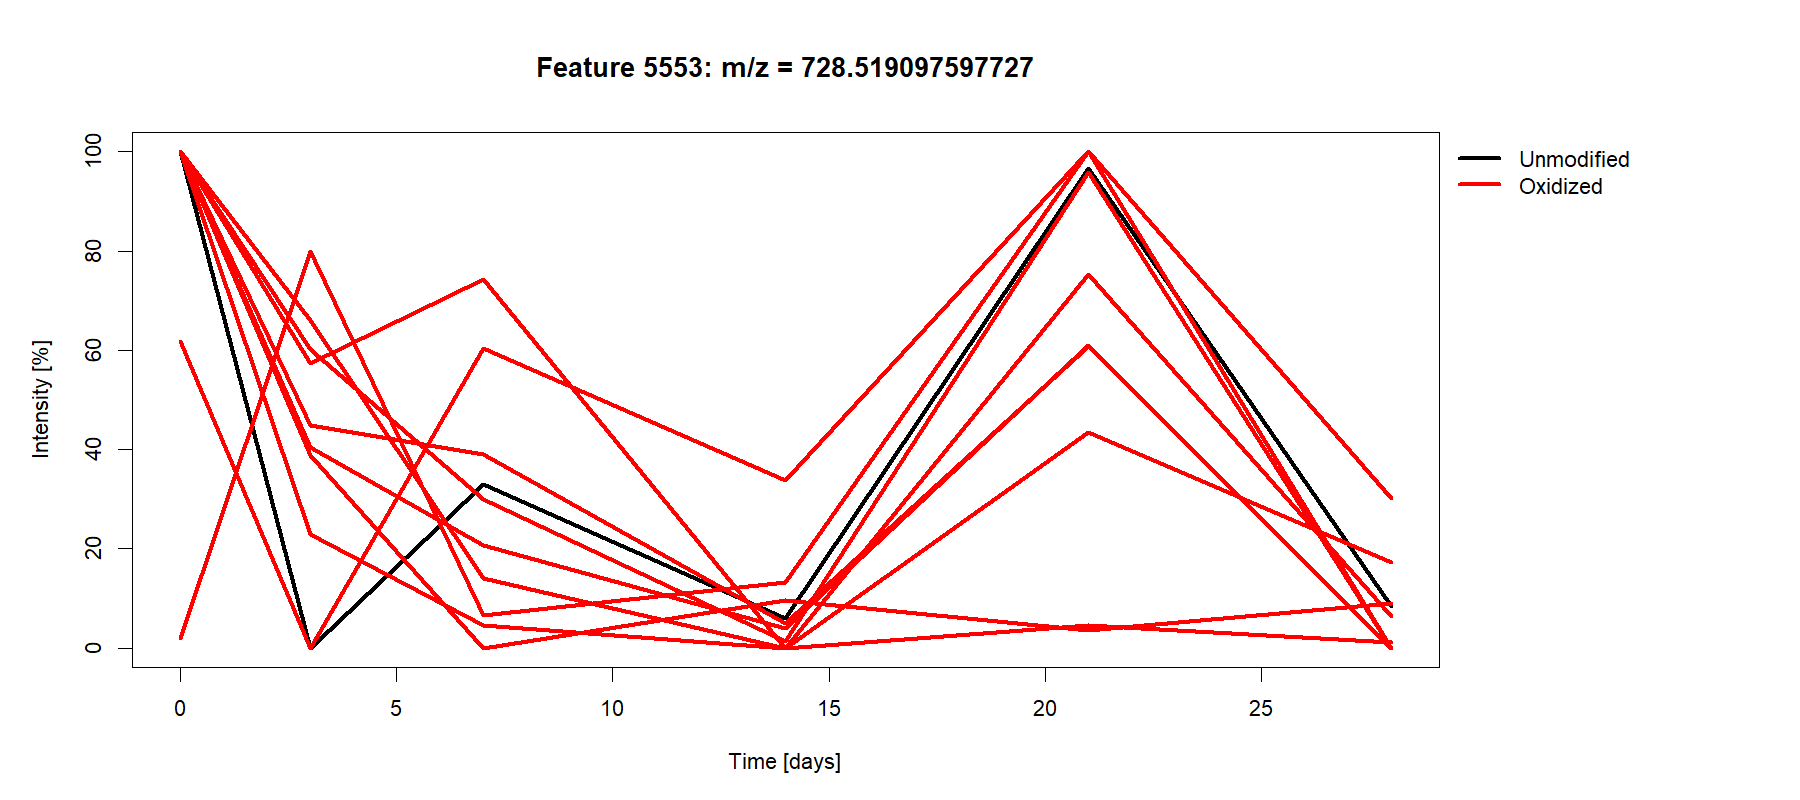 Feature 5553: m/z = 728.519097597727
Unmodified
Oxidized
Intensity [%]
100
80
60
40
20
0
0 5 10 15 20 25
Time [days]